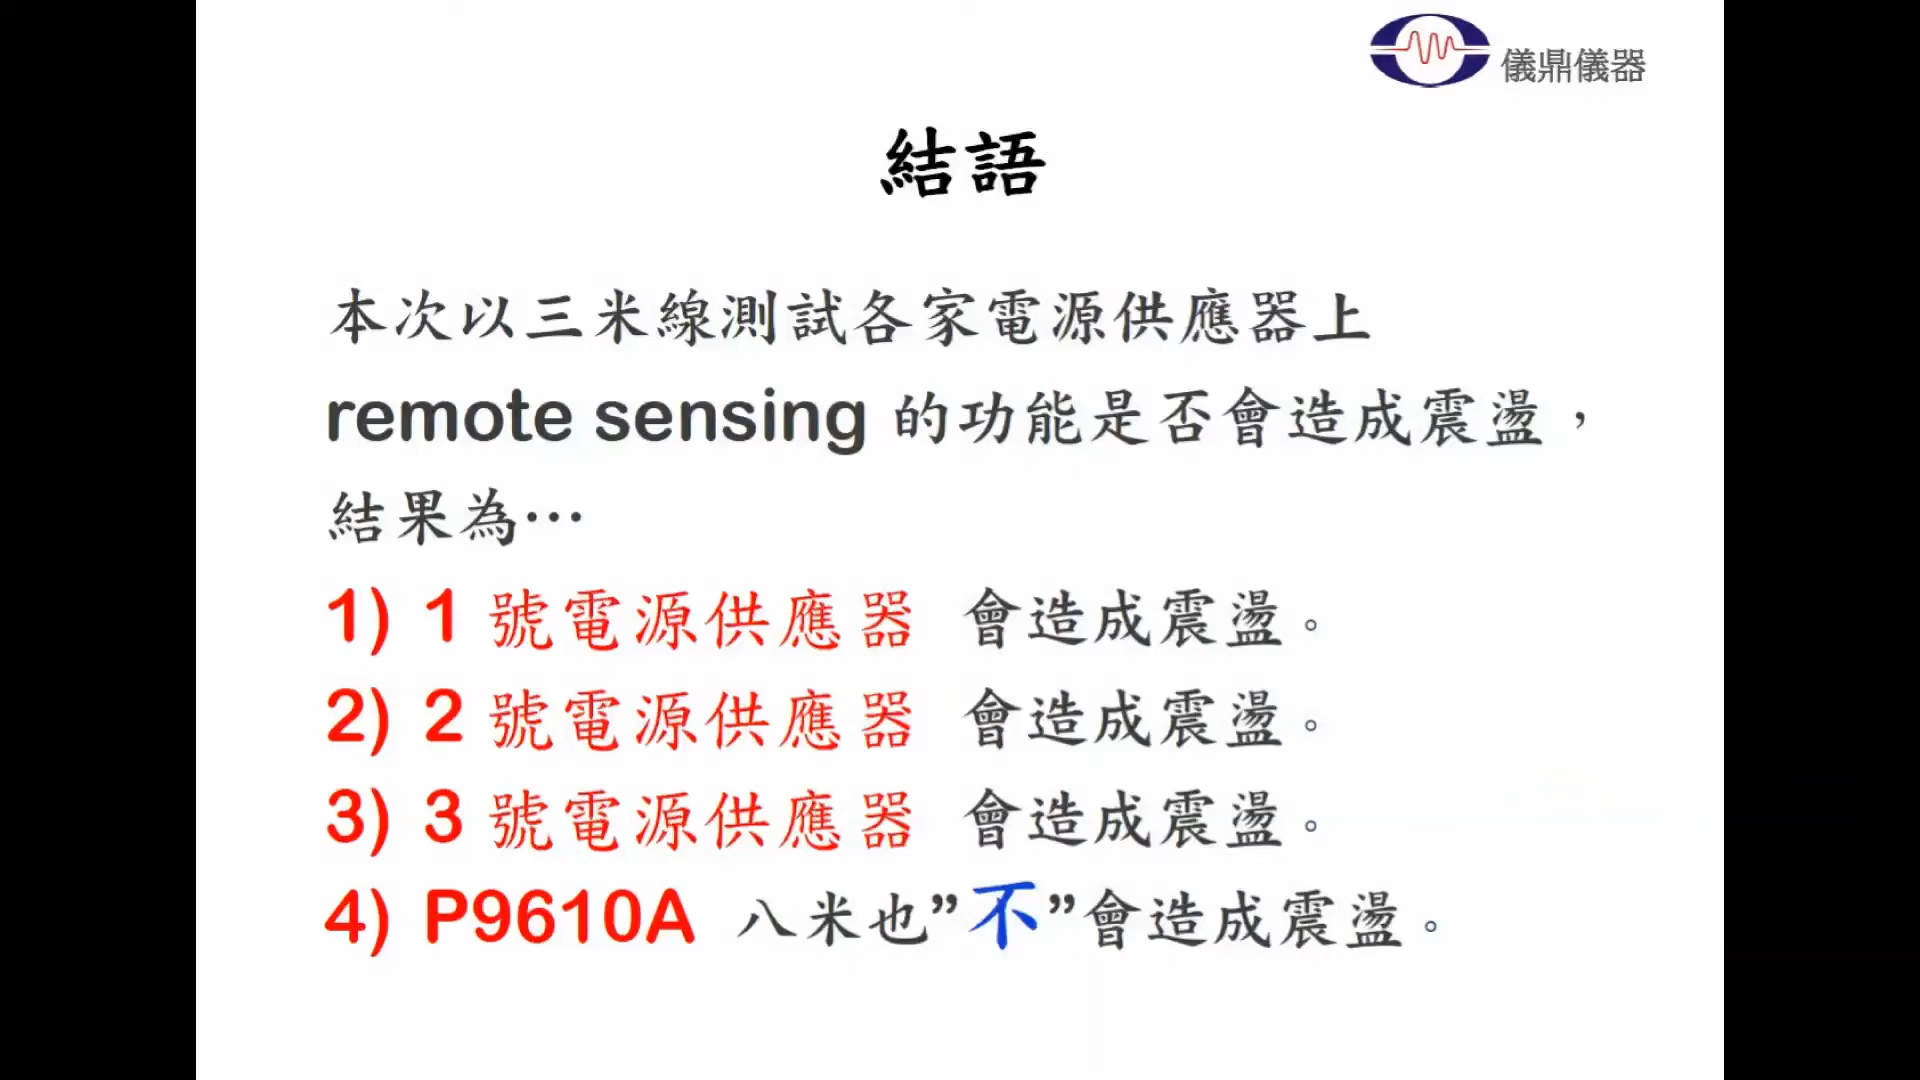 儀鼎儀器
結語
本次以三米線測試各家電源供應器上
remote sensing 的功能是否會造成震盪，
結果為…
1) 1 號電源供應器 會造成震盪。
2) 2 號電源供應器 會造成震盪。
3) 3 號電源供應器 會造成震盪。
4) P9610A 八米也”不”會造成震盪。